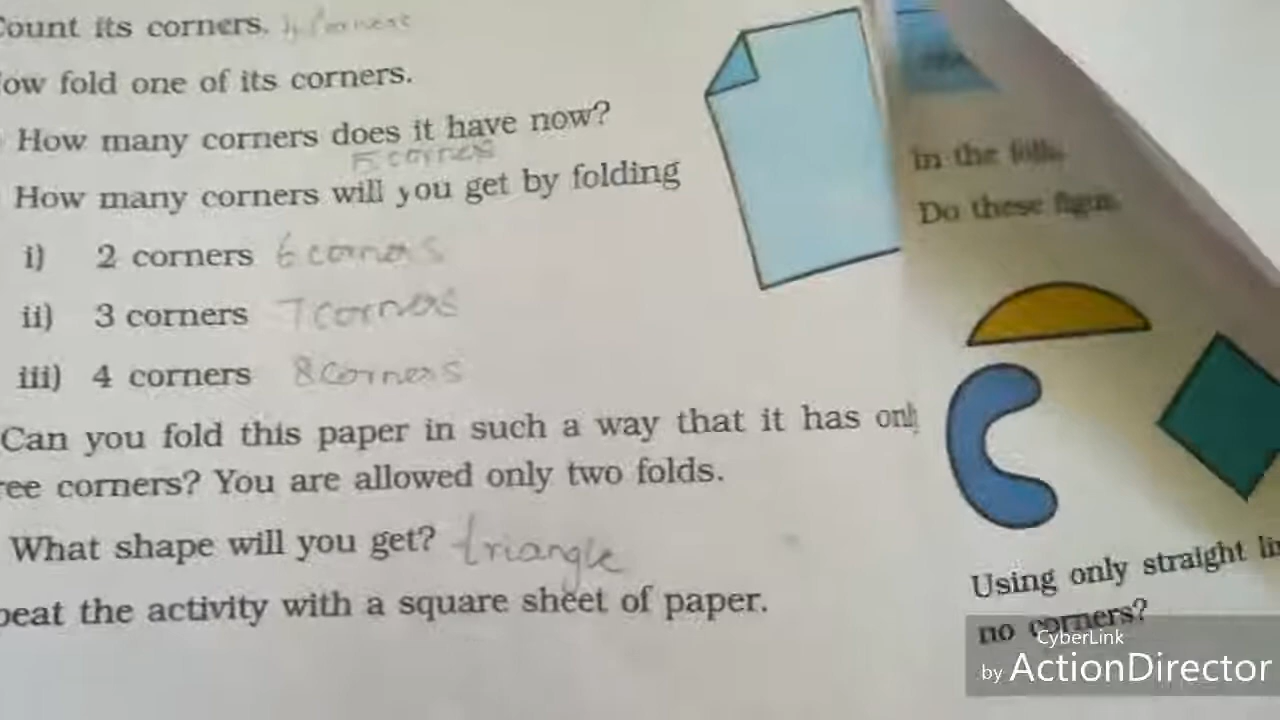 Count its corners. 4 corners
ow fold one of its corners.
How many corners does it have now?
5 corners
How many corners will you get by folding
i) 2 corners 6 corners
ii) 3 corners 7 corners
iii) 4 corners 8 corners
Can you fold this paper in such a way that it has only
ree corners? You are allowed only two folds.
What shape will you get? triangle
peat the activity with a square sheet of paper.
in the
Do these
Using only straight
no corners?
CyberLink
by ActionDirector